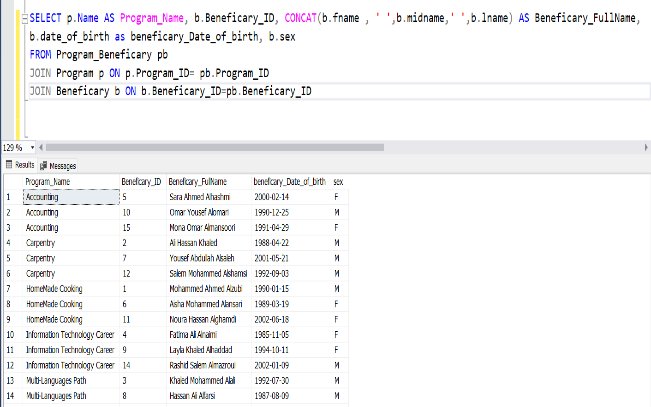 SELECT p.Name AS Program_Name, b.Beneficary_ID, CONCAT(b.fname , ' ',b.midname,' ',b.lname) AS Beneficary_FullName,
b.date_of_birth as beneficary_Date_of_birth, b.sex
FROM Program_Beneficary pb
JOIN Program p ON p.Program_ID= pb.Program_ID
JOIN Beneficary b ON b.Beneficary_ID=pb.Beneficary_ID
129 %
Results Messages
Program_Name Beneficary_ID Beneficary_FullName beneficary_Date_of_birth sex
1 Accounting 5 Sara Ahmed Alhashmi 2000-02-14 F
2 Accounting 10 Omar Yousef Alomari 1990-12-25 M
3 Accounting 15 Mona Omar Almansoori 1991-04-29 F
4 Carpentry 2 Ali Hassan Khaled 1988-04-22 M
5 Carpentry 7 Yousef Abdulah Alsaleh 2001-05-21 M
6 Carpentry 12 Salem Mohammed Alshamsi 1992-09-03 M
7 HomeMade Cooking 1 Mohammed Ahmed Alzubi 1990-01-15 M
8 HomeMade Cooking 6 Asha Mohammed Alansari 1989-03-19 F
9 HomeMade Cooking 11 Noura Hassan Alghamdi 2002-06-18 F
10 Information Technology Career 4 Fatima Ali Alnaimi 1985-11-05 F
11 Information Technology Career 9 Layla Khaled Alhaddad 1994-10-11 F
12 Information Technology Career 14 Rashid Salem Almazroui 2002-01-09 M
13 Multi-Languages Path 3 Khaled Mohammed Alali 1992-07-30 M
14 Multi-Languages Path 8 Hassan Ali Alfarsi 1987-08-09 M